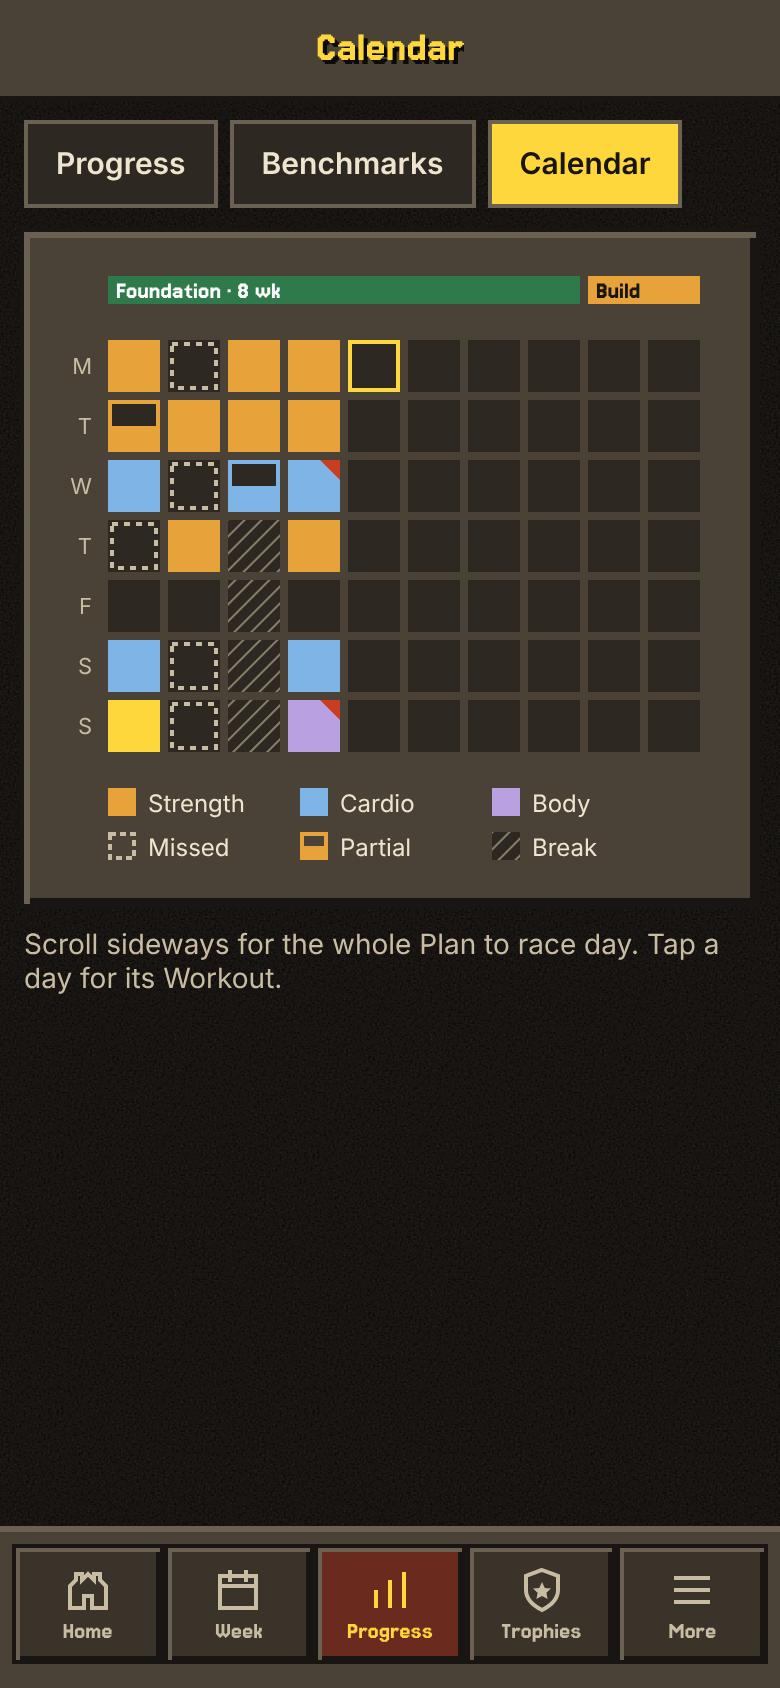 Calendar
Progress
Benchmarks
Calendar
Foundation · 8 wk
Build
M
T
W
T
F
S
S
Strength
Cardio
Body
Missed
Partial
Break
Scroll sideways for the whole Plan to race day. Tap a
day for its Workout.
Home
Week
Progress
Trophies
More